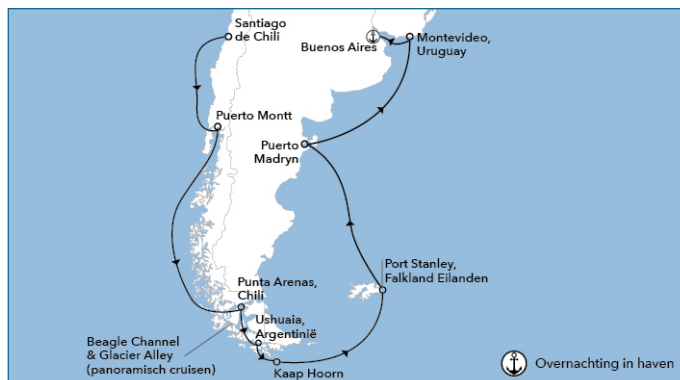 Santiago
de Chili
Buenos Aires
Montevideo,
Uruguay
Puerto Montt
Puerto
Madryn
Port Stanley,
Falkland Eilanden
Punta Arenas,
Chili
Ushuaia,
Argentinië
Beagle Channel
& Glacier Alley
(panoramisch cruisen)
Kaap Hoorn
Overnachting in haven